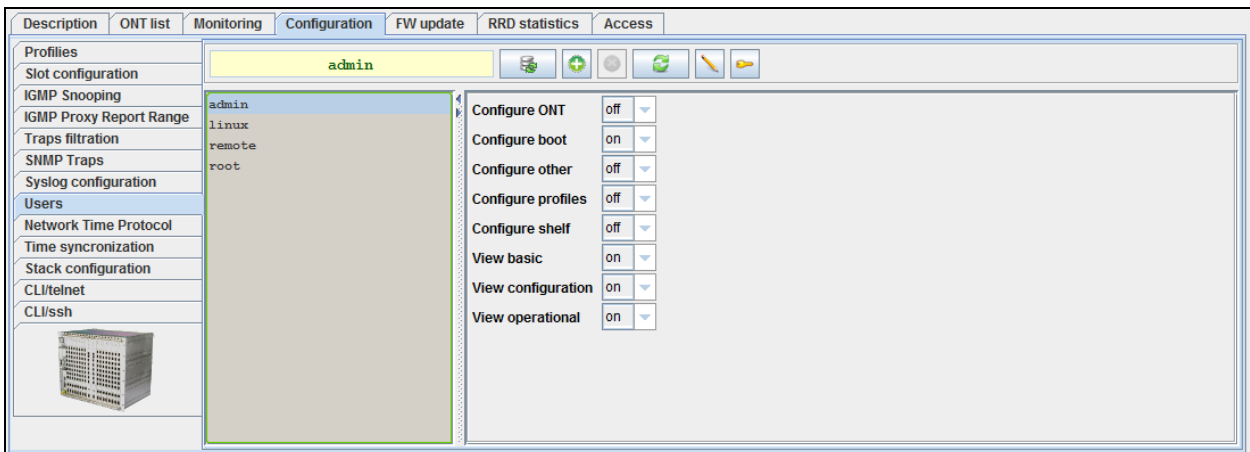 Description ONT list Monitoring Configuration FW update RRD statistics Access
Profilies
Slot configuration
IGMP Snooping
IGMP Proxy Report Range
Traps filtration
SNMP Traps
Syslog configuration
Users
Network Time Protocol
Time syncronization
Stack configuration
CLI/telnet
CLI/ssh
admin
admin
linux
remote
root
Configure ONT off
Configure boot on
Configure other off
Configure profiles off
Configure shelf off
View basic on
View configuration on
View operational on